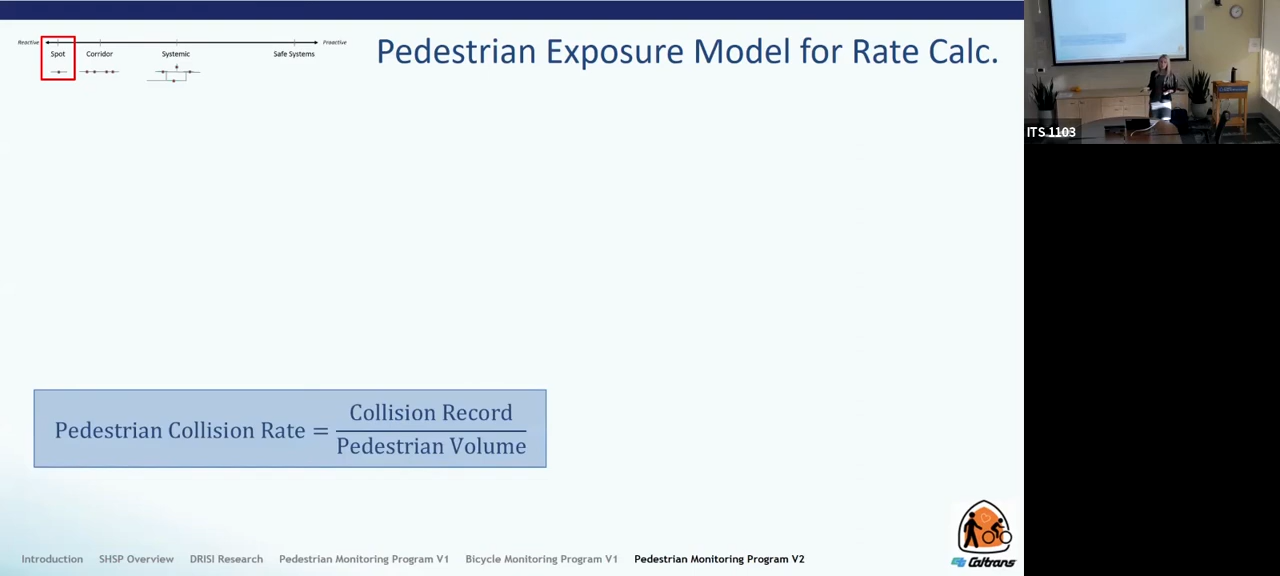 Reactive
Proactive
Spot Corridor Systemic Safe Systems
Pedestrian Exposure Model for Rate Calc.
ITS 1103
Pedestrian Collision Rate = Collision Record
Pedestrian Volume
Caltrans
Introduction SHSP Overview DRISI Research Pedestrian Monitoring Program V1 Bicycle Monitoring Program V1 Pedestrian Monitoring Program V2